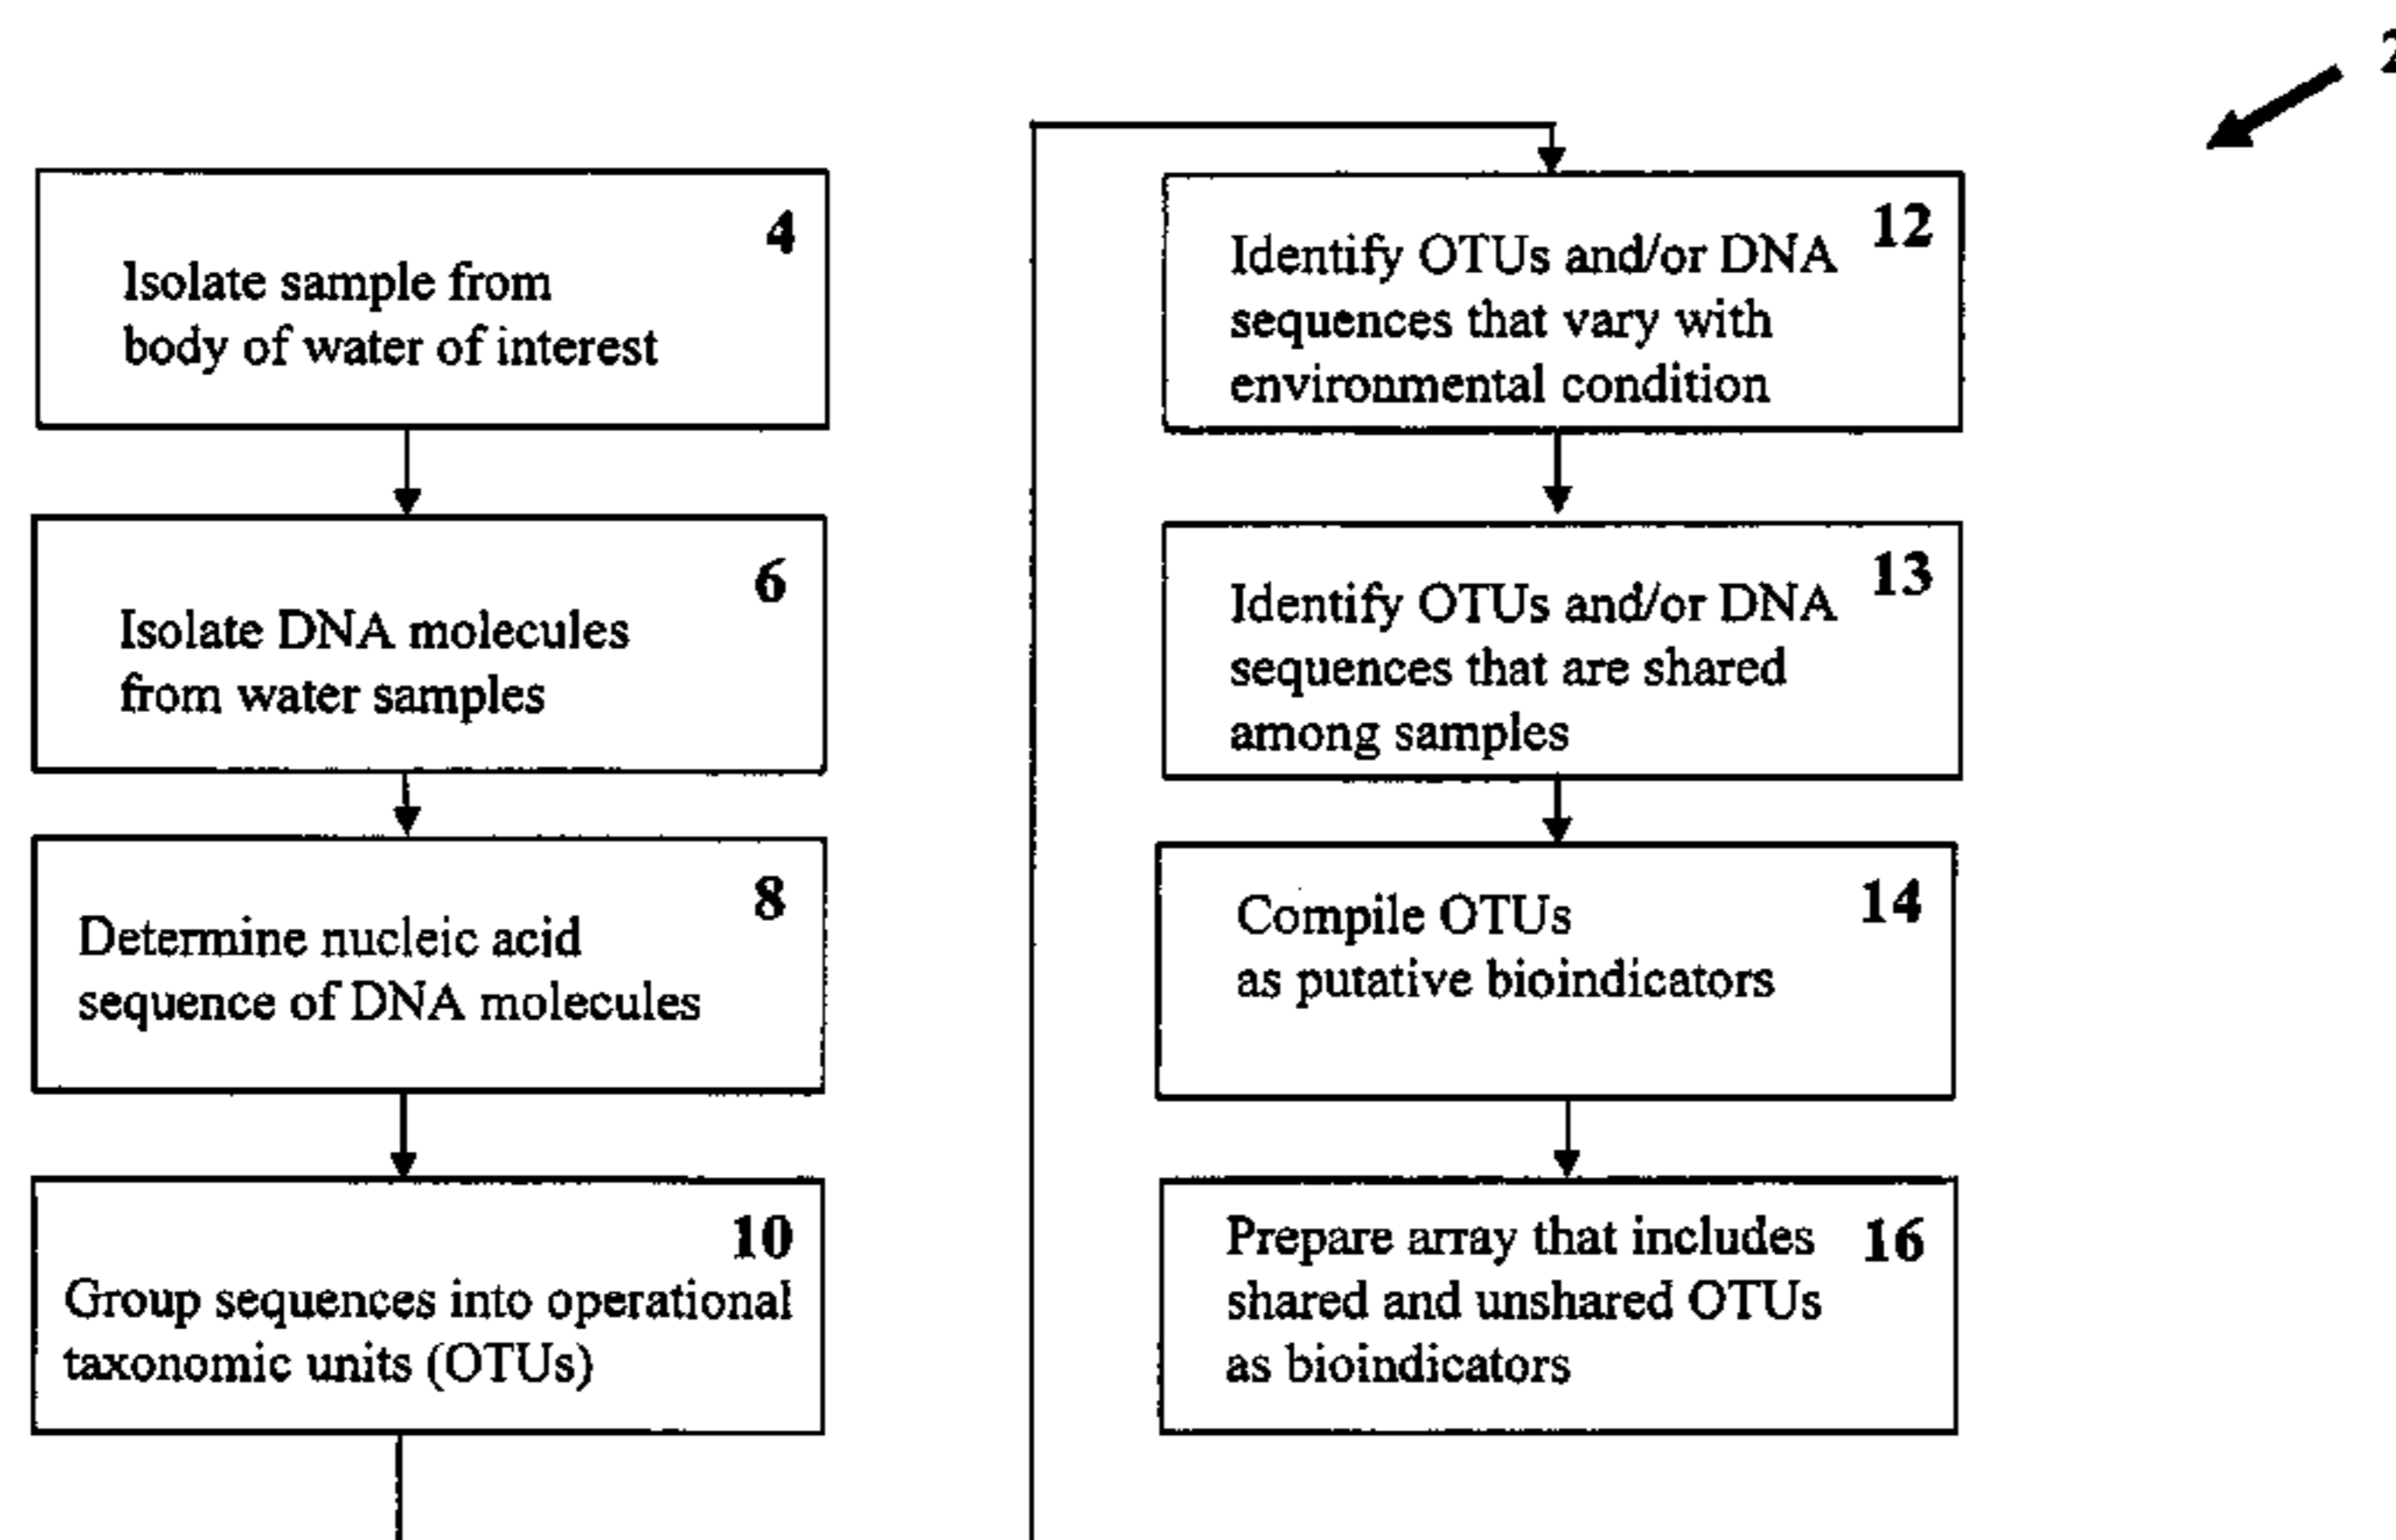 2
4
Isolate sample from
body of water of interest
6
Isolate DNA molecules
from water samples
8
Determine nucleic acid
sequence of DNA molecules
10
Group sequences into operational
taxonomic units (OTUs)
12
Identify OTUs and/or DNA
sequences that vary with
environmental condition
13
Identify OTUs and/or DNA
sequences that are shared
among samples
14
Compile OTUs
as putative bioindicators
16
Prepare array that includes
shared and unshared OTUs
as bioindicators